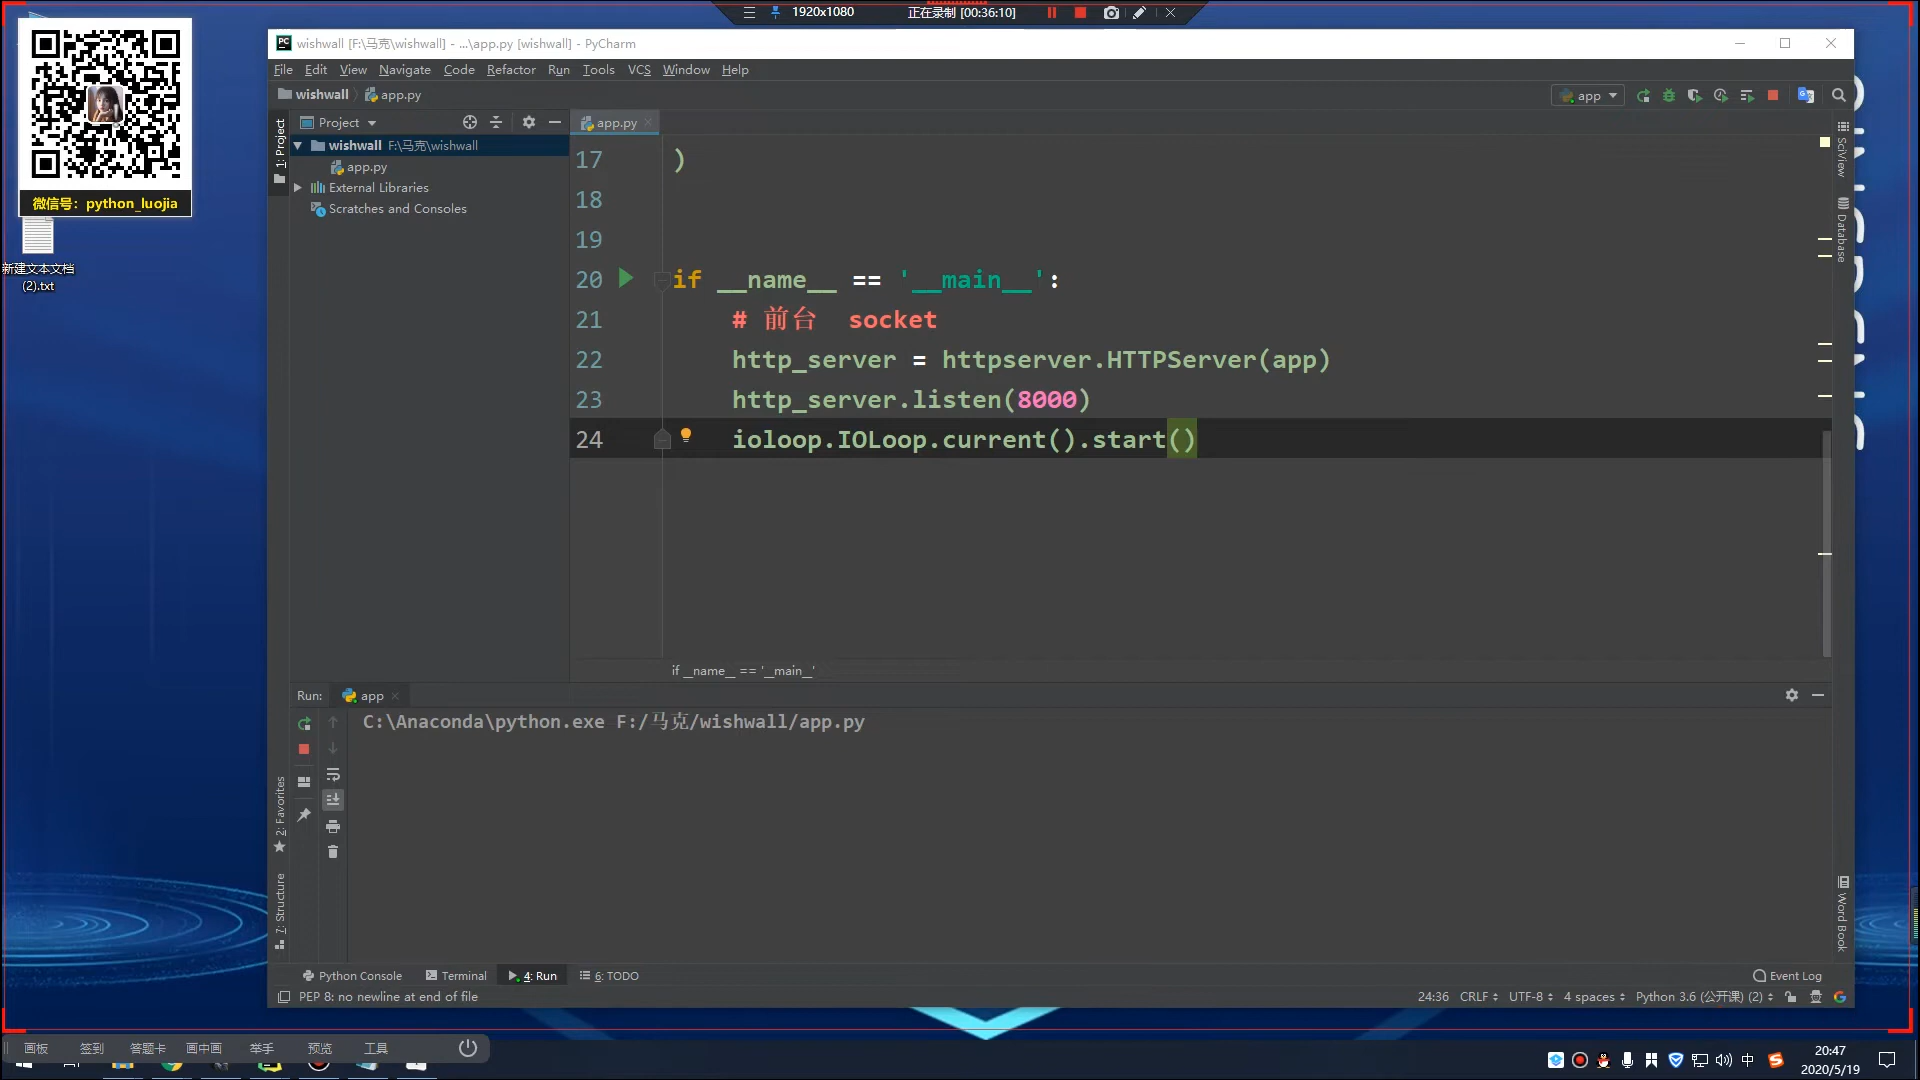 1920x1080
正在录制 [00:36:10]
微信号：python_luojia
新建文本文档
(2).txt
wishwall [F:\马克\wishwall] - ...\app.py [wishwall] - PyCharm
File Edit View Navigate Code Refactor Run Tools VCS Window Help
wishwall app.py
app
1: Project
Project
app.py
wishwall F:\马克\wishwall
app.py
External Libraries
Scratches and Consoles
17 )
18
19
20 if __name__ == '__main__':
21 # 前台 socket
22 http_server = httpserver.HTTPServer(app)
23 http_server.listen(8000)
24 ioloop.IOLoop.current().start()
if __name__ == '__main__'
SciView
Database
Word Book
2: Favorites
7: Structure
Run: app
C:\Anaconda\python.exe F:/马克/wishwall/app.py
Python Console Terminal 4: Run 6: TODO
Event Log
PEP 8: no newline at end of file
24:36 CRLF UTF-8 4 spaces Python 3.6 (公开课) (2)
画板 签到 答题卡 画中画 举手 预览 工具
中
20:47
2020/5/19